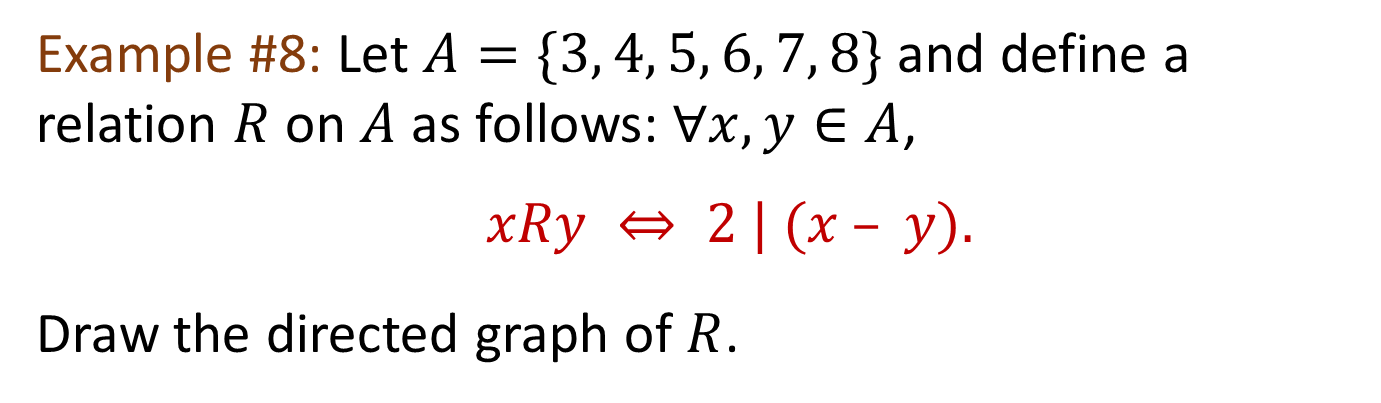 Example #8: Let 𝐴 = {3, 4, 5, 6, 7, 8} and define a
relation 𝑅 on 𝐴 as follows: ∀𝑥, 𝑦 ∈ 𝐴,
𝑥𝑅𝑦 ⇔ 2 | (𝑥 – 𝑦).
Draw the directed graph of 𝑅.